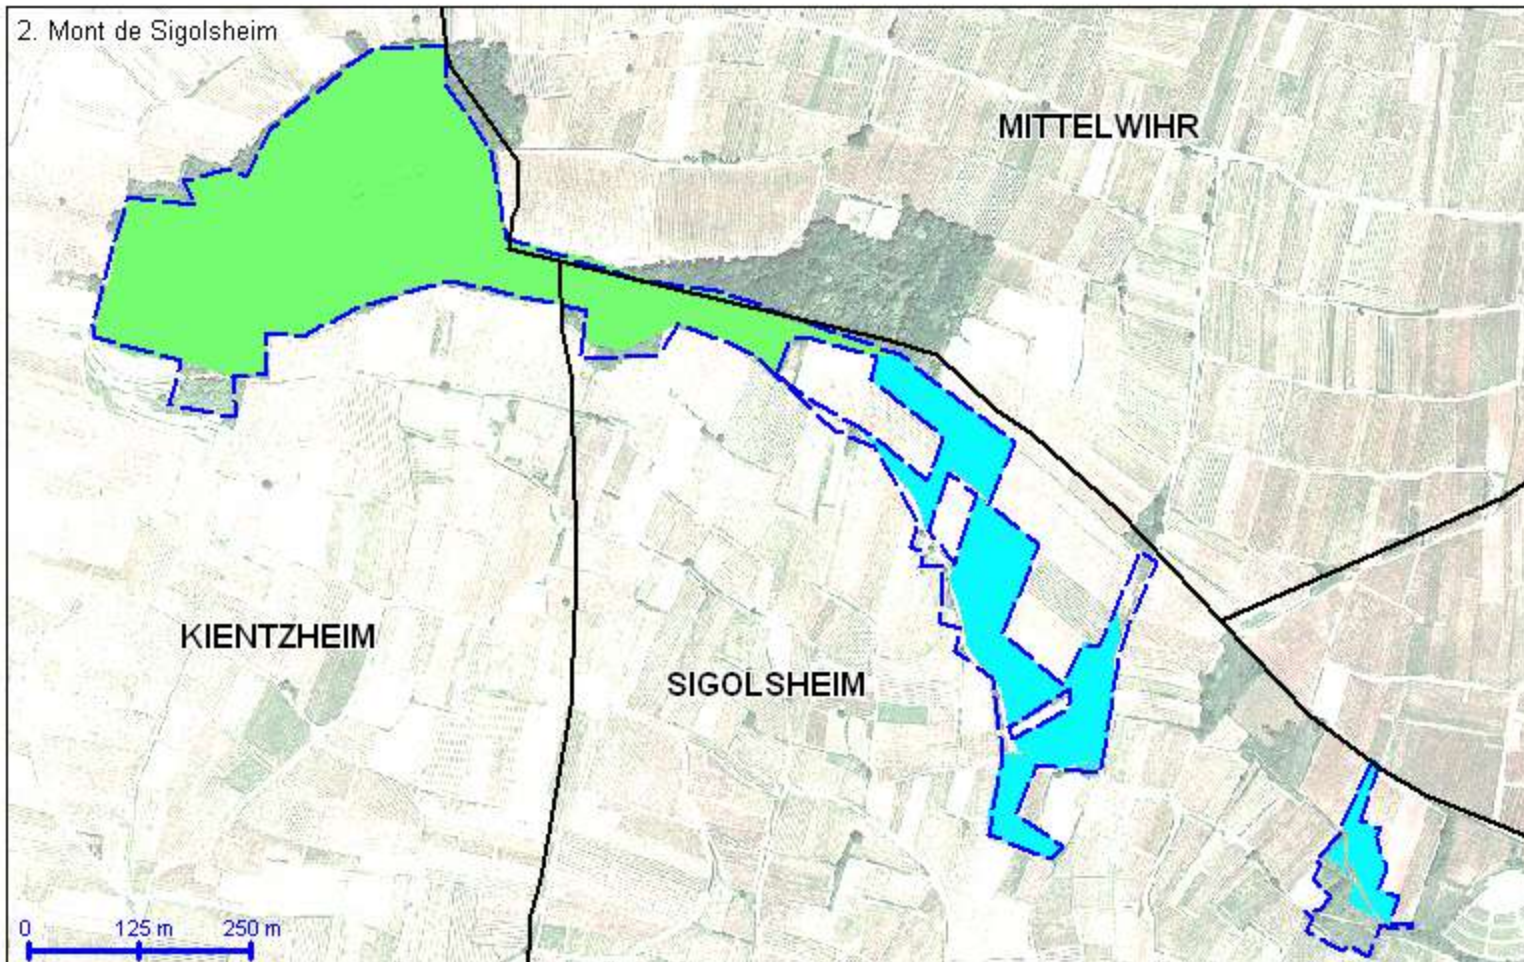 2. Mont de Sigolsheim
MITTELWIHR
KIENTZHEIM
SIGOLSHEIM
0 125 m 250 m